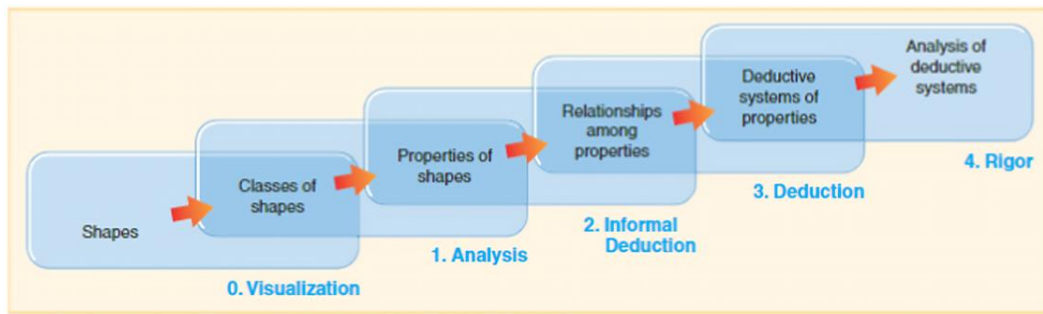 Shapes
Classes of
shapes
Properties of
shapes
Relationships
among
properties
Deductive
systems of
properties
Analysis of
deductive
systems
0. Visualization
1. Analysis
2. Informal
Deduction
3. Deduction
4. Rigor